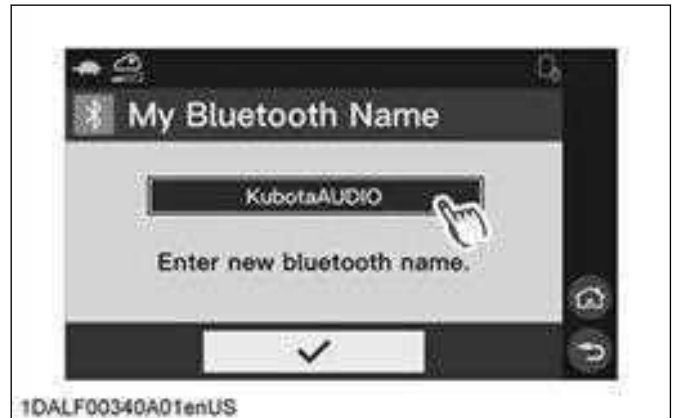 My Bluetooth Name
KubotaAUDIO
Enter new bluetooth name.
1DALF00340A01enUS